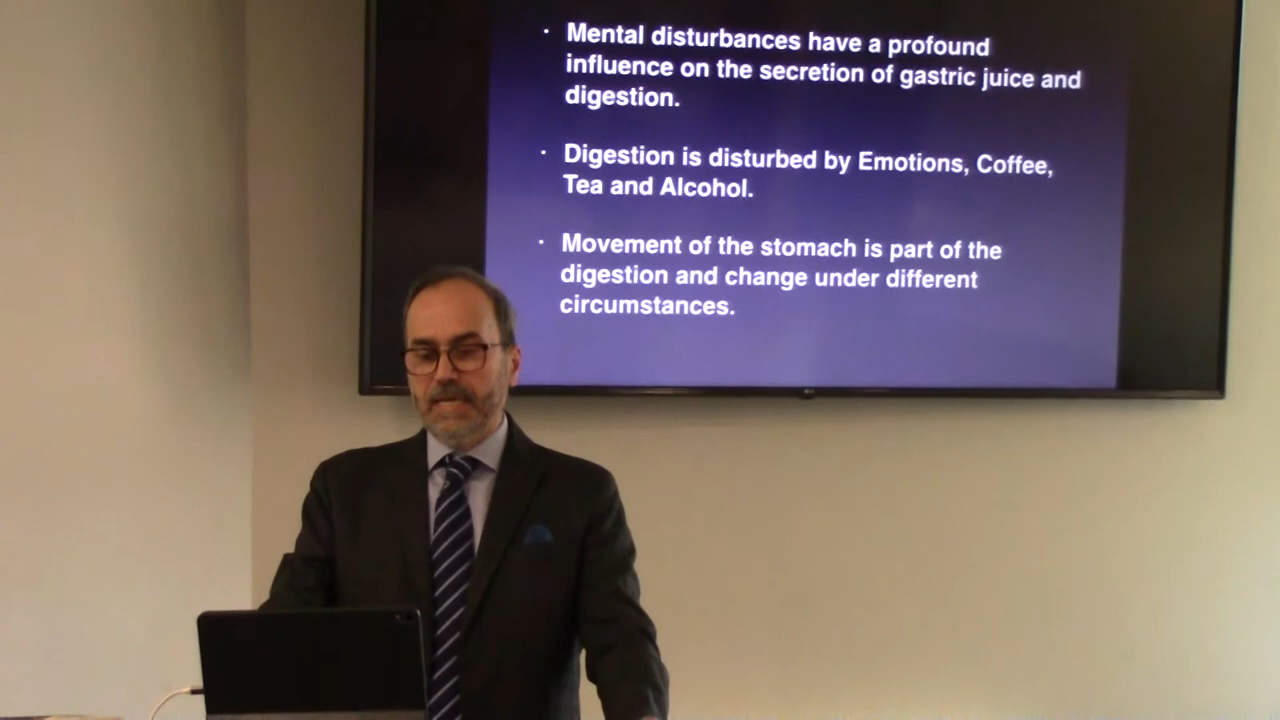 · Mental disturbances have a profound
influence on the secretion of gastric juice and
digestion.
· Digestion is disturbed by Emotions, Coffee,
Tea and Alcohol.
· Movement of the stomach is part of the
digestion and change under different
circumstances.